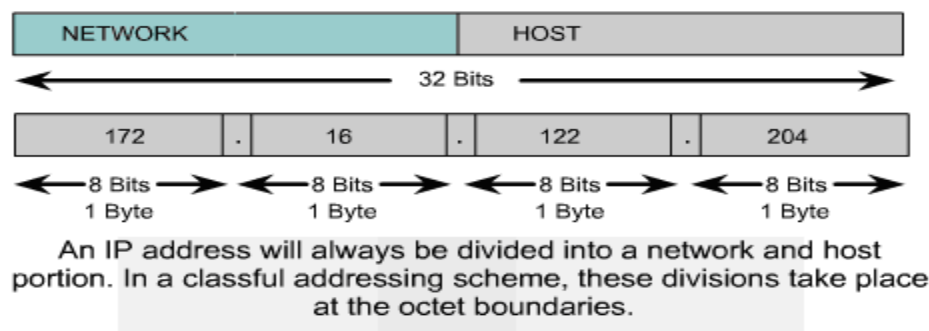 NETWORK HOST
32 Bits
172 . 16 . 122 . 204
8 Bits 8 Bits 8 Bits 8 Bits
1 Byte 1 Byte 1 Byte 1 Byte
An IP address will always be divided into a network and host
portion. In a classful addressing scheme, these divisions take place
at the octet boundaries.